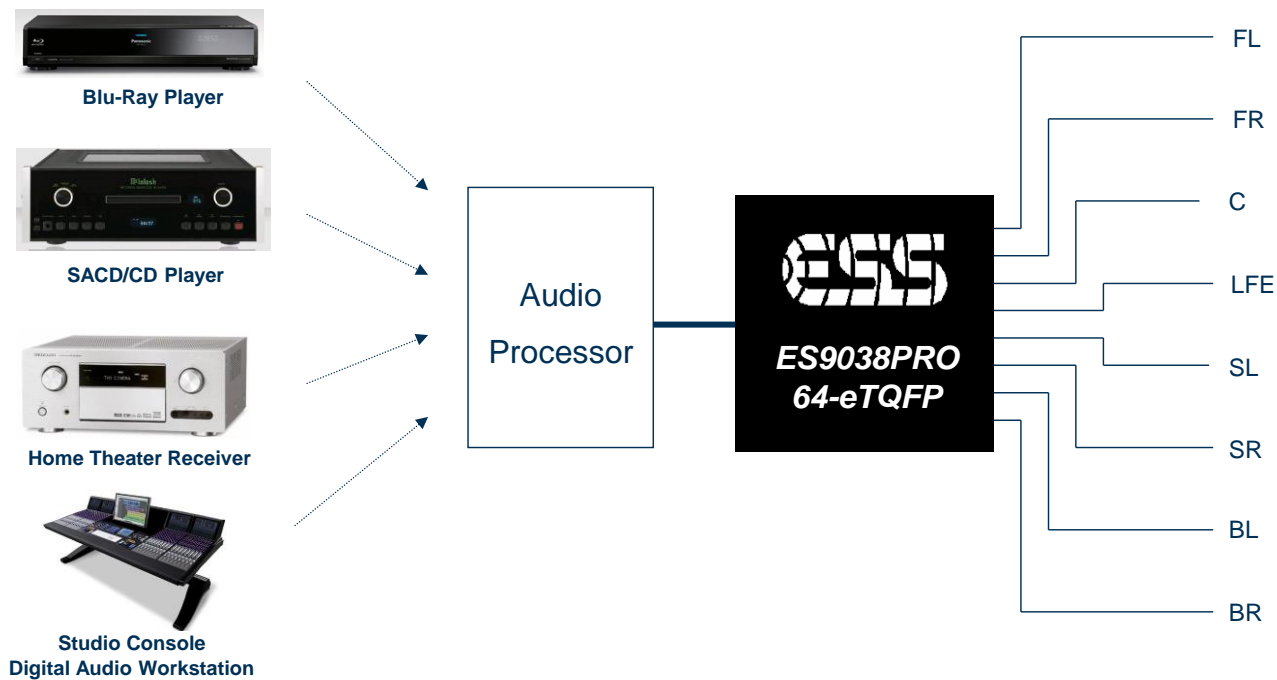 Blu-Ray Player
SACD/CD Player
Home Theater Receiver
Studio Console
Digital Audio Workstation
Audio
Processor
ESS
ES9038PRO
64-eTQFP
FL
FR
C
LFE
SL
SR
BL
BR